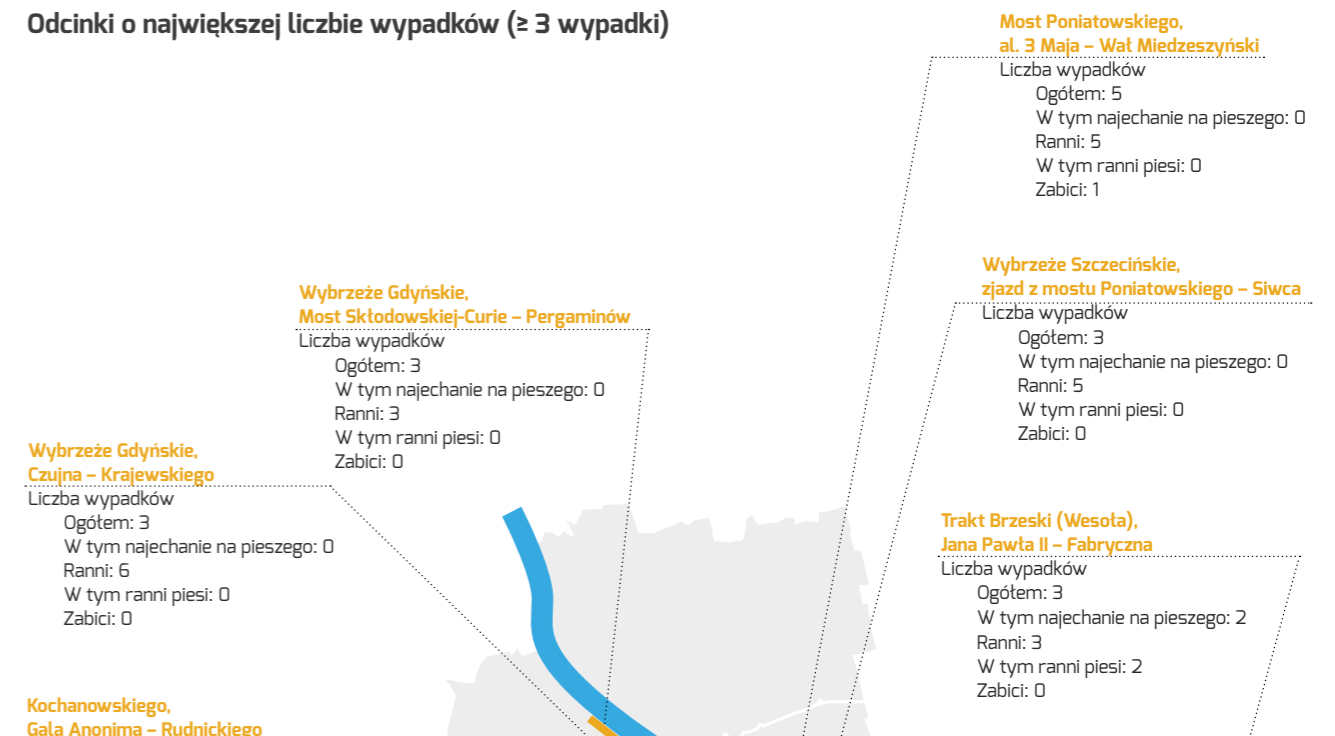 Odcinki o największej liczbie wypadków (≥ 3 wypadki)
Most Poniatowskiego,
al. 3 Maja – Wał Miedzeszyński
Liczba wypadków
Ogółem: 5
W tym najechanie na pieszego: 0
Ranni: 5
W tym ranni piesi: 0
Zabici: 1
Wybrzeże Szczecińskie,
zjazd z mostu Poniatowskiego – Siwca
Liczba wypadków
Ogółem: 3
W tym najechanie na pieszego: 0
Ranni: 5
W tym ranni piesi: 0
Zabici: 0
Wybrzeże Gdyńskie,
Most Skłodowskiej-Curie – Pergaminów
Liczba wypadków
Ogółem: 3
W tym najechanie na pieszego: 0
Ranni: 3
W tym ranni piesi: 0
Zabici: 0
Wybrzeże Gdyńskie,
Czujna – Krajewskiego
Liczba wypadków
Ogółem: 3
W tym najechanie na pieszego: 0
Ranni: 6
W tym ranni piesi: 0
Zabici: 0
Trakt Brzeski (Wesoła),
Jana Pawła II – Fabryczna
Liczba wypadków
Ogółem: 3
W tym najechanie na pieszego: 2
Ranni: 3
W tym ranni piesi: 2
Zabici: 0
Kochanowskiego,
Galla Anonima – Rudnickiego